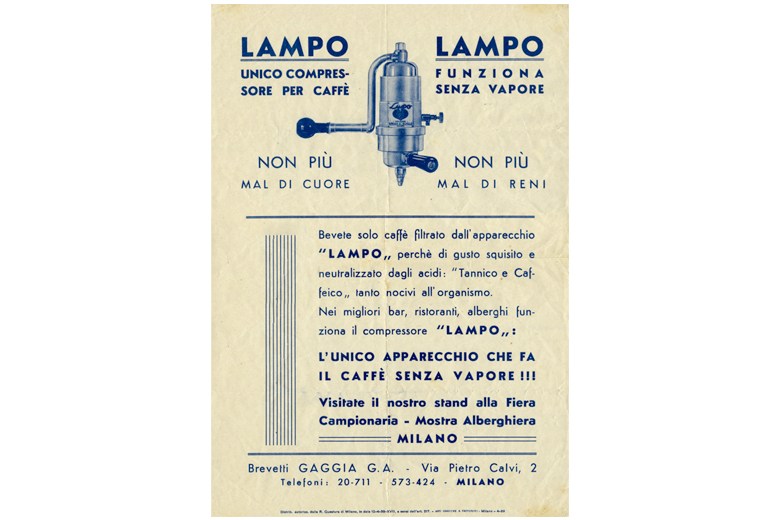 LAMPO
UNICO COMPRES-
SORE PER CAFFÈ
LAMPO
FUNZIONA
SENZA VAPORE
Lampo
NON PIÙ
MAL DI CUORE
NON PIÙ
MAL DI RENI
Bevete solo caffè filtrato dall'apparecchio
"LAMPO„ perchè di gusto squisito e
neutralizzato dagli acidi: "Tannico e Caf-
feico„ tanto nocivi all'organismo.
Nei migliori bar, ristoranti, alberghi fun-
ziona il compressore "LAMPO„:
L'UNICO APPARECCHIO CHE FA
IL CAFFÈ SENZA VAPORE!!!
Visitate il nostro stand alla Fiera
Campionaria - Mostra Alberghiera
MILANO
Brevetti GAGGIA G.A. - Via Pietro Calvi, 2
Telefoni: 20-711 - 573-424 - MILANO